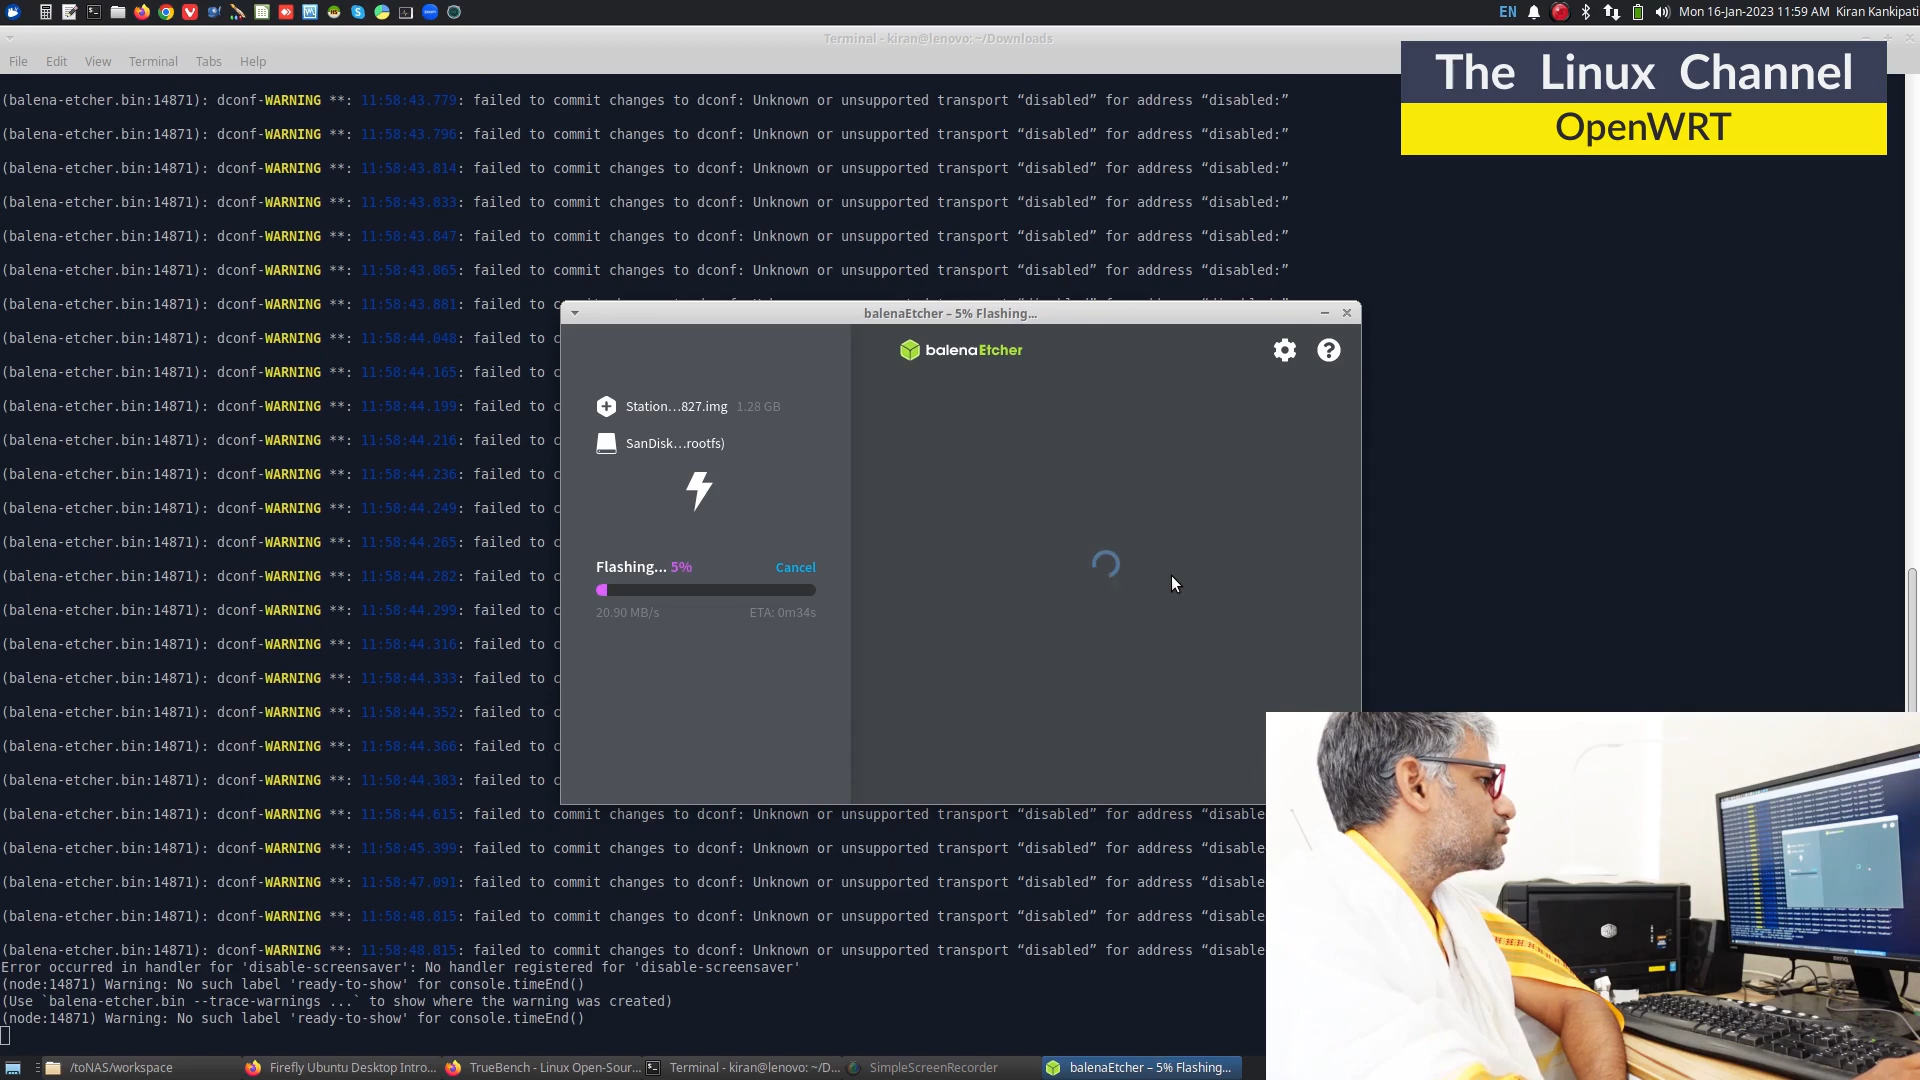 EN Mon 16-Jan-2023 11:59 AM Kiran Kankipati
Terminal - kiran@lenovo: ~/Downloads
File Edit View Terminal Tabs Help
The Linux Channel
OpenWRT
(balena-etcher.bin:14871): dconf-WARNING **: 11:58:43.779: failed to commit changes to dconf: Unknown or unsupported transport “disabled” for address “disabled:”
(balena-etcher.bin:14871): dconf-WARNING **: 11:58:43.796: failed to commit changes to dconf: Unknown or unsupported transport “disabled” for address “disabled:”
(balena-etcher.bin:14871): dconf-WARNING **: 11:58:43.814: failed to commit changes to dconf: Unknown or unsupported transport “disabled” for address “disabled:”
(balena-etcher.bin:14871): dconf-WARNING **: 11:58:43.833: failed to commit changes to dconf: Unknown or unsupported transport “disabled” for address “disabled:”
(balena-etcher.bin:14871): dconf-WARNING **: 11:58:43.847: failed to commit changes to dconf: Unknown or unsupported transport “disabled” for address “disabled:”
(balena-etcher.bin:14871): dconf-WARNING **: 11:58:43.865: failed to commit changes to dconf: Unknown or unsupported transport “disabled” for address “disabled:”
(balena-etcher.bin:14871): dconf-WARNING **: 11:58:43.881: failed to c
(balena-etcher.bin:14871): dconf-WARNING **: 11:58:44.048: failed to c
(balena-etcher.bin:14871): dconf-WARNING **: 11:58:44.165: failed to c
(balena-etcher.bin:14871): dconf-WARNING **: 11:58:44.199: failed to c
(balena-etcher.bin:14871): dconf-WARNING **: 11:58:44.216: failed to c
(balena-etcher.bin:14871): dconf-WARNING **: 11:58:44.236: failed to c
(balena-etcher.bin:14871): dconf-WARNING **: 11:58:44.249: failed to c
(balena-etcher.bin:14871): dconf-WARNING **: 11:58:44.265: failed to c
(balena-etcher.bin:14871): dconf-WARNING **: 11:58:44.282: failed to c
(balena-etcher.bin:14871): dconf-WARNING **: 11:58:44.299: failed to c
(balena-etcher.bin:14871): dconf-WARNING **: 11:58:44.316: failed to c
(balena-etcher.bin:14871): dconf-WARNING **: 11:58:44.333: failed to c
(balena-etcher.bin:14871): dconf-WARNING **: 11:58:44.352: failed to c
(balena-etcher.bin:14871): dconf-WARNING **: 11:58:44.366: failed to c
(balena-etcher.bin:14871): dconf-WARNING **: 11:58:44.383: failed to c
(balena-etcher.bin:14871): dconf-WARNING **: 11:58:44.615: failed to commit changes to dconf: Unknown or unsupported transport “disabled” for address “disable
(balena-etcher.bin:14871): dconf-WARNING **: 11:58:45.399: failed to commit changes to dconf: Unknown or unsupported transport “disabled” for address “disable
(balena-etcher.bin:14871): dconf-WARNING **: 11:58:47.091: failed to commit changes to dconf: Unknown or unsupported transport “disabled” for address “disable
(balena-etcher.bin:14871): dconf-WARNING **: 11:58:48.815: failed to commit changes to dconf: Unknown or unsupported transport “disabled” for address “disable
(balena-etcher.bin:14871): dconf-WARNING **: 11:58:48.815: failed to commit changes to dconf: Unknown or unsupported transport “disabled” for address “disable
Error occurred in handler for 'disable-screensaver': No handler registered for 'disable-screensaver'
(node:14871) Warning: No such label 'ready-to-show' for console.timeEnd()
(Use `balena-etcher.bin --trace-warnings ...` to show where the warning was created)
(node:14871) Warning: No such label 'ready-to-show' for console.timeEnd()
balenaEtcher – 5% Flashing...
balenaEtcher
Station...827.img 1.28 GB
SanDisk...rootfs)
Flashing... 5% Cancel
20.90 MB/s ETA: 0m34s
/toNAS/workspace
Firefly Ubuntu Desktop Intro...
TrueBench - Linux Open-Sour...
Terminal - kiran@lenovo: ~/D...
SimpleScreenRecorder
balenaEtcher – 5% Flashing...